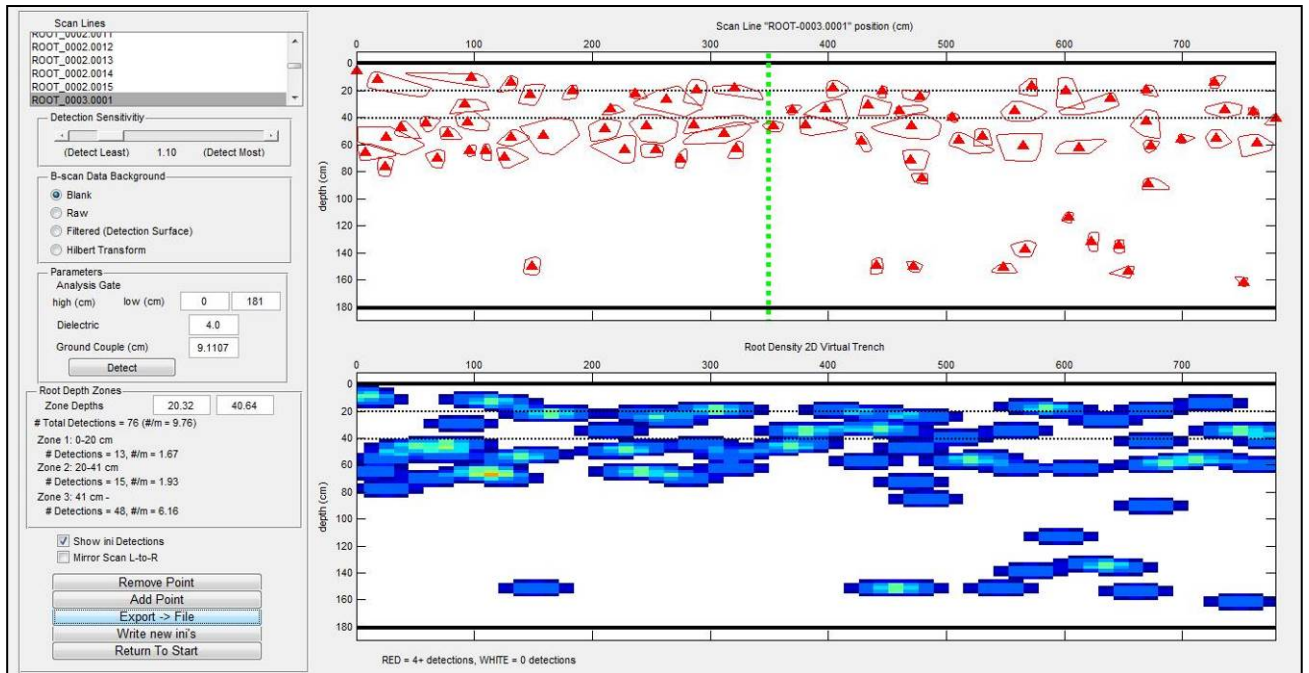 Scan Lines
ROOT_0002.0011
ROOT_0002.0012
ROOT_0002.0013
ROOT_0002.0014
ROOT_0002.0015
ROOT_0003.0001
Detection Sensitivitiy
(Detect Least) 1.10 (Detect Most)
B-scan Data Background
Blank
Raw
Filtered (Detection Surface)
Hilbert Transform
Parameters
Analysis Gate
high (cm) low (cm) 0 181
Dielectric 4.0
Ground Couple (cm) 9.1107
Detect
Root Depth Zones
Zone Depths 20.32 40.64
# Total Detections = 76 (#/m = 9.76)
Zone 1: 0-20 cm
# Detections = 13, #/m = 1.67
Zone 2: 20-41 cm
# Detections = 15, #/m = 1.93
Zone 3: 41 cm -
# Detections = 48, #/m = 6.16
Show ini Detections
Mirror Scan L-to-R
Remove Point
Add Point
Export -> File
Write new ini's
Return To Start
Scan Line "ROOT-0003.0001" position (cm)
0 100 200 300 400 500 600 700
0
20
40
60
80
100
120
140
160
180
depth (cm)
Root Density 2D Virtual Trench
0 100 200 300 400 500 600 700
0
20
40
60
80
100
120
140
160
180
depth (cm)
RED = 4+ detections, WHITE = 0 detections